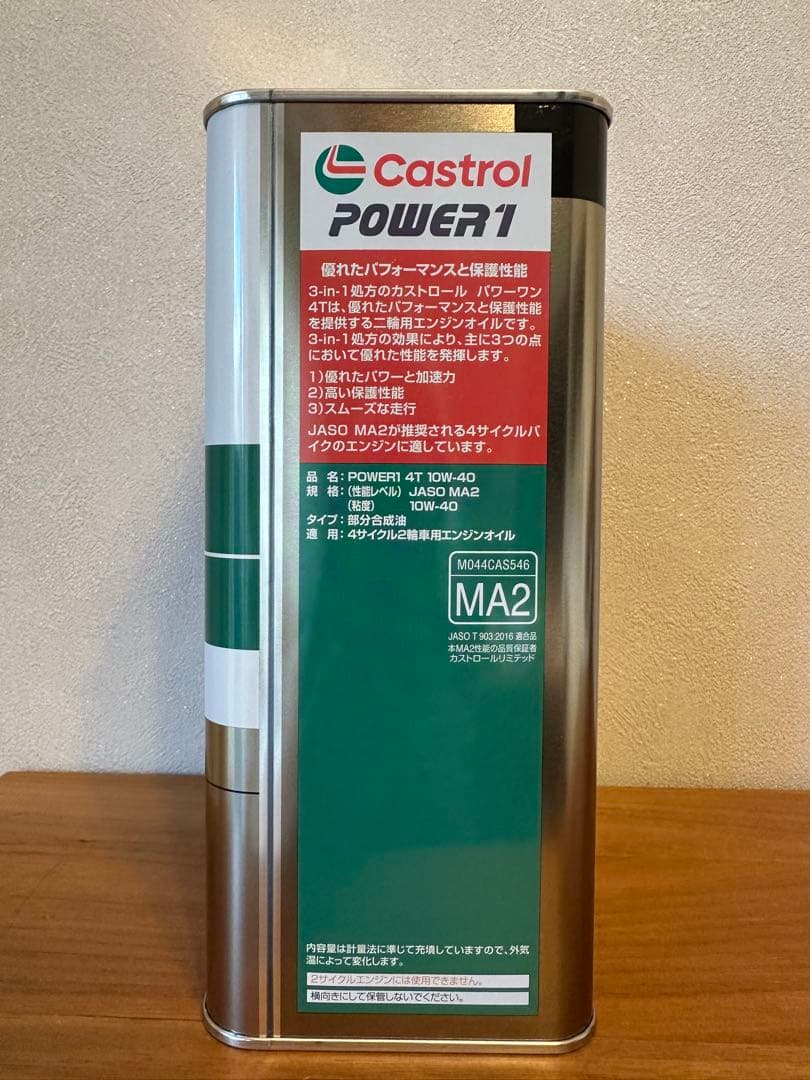 Castrol
POWER1
優れたパフォーマンスと保護性能
3-in-1処方のカストロール パワーワン
4Tは、優れたパフォーマンスと保護性能
を提供する二輪用エンジンオイルです。
3-in-1処方の効果により、主に3つの点
において優れた性能を発揮します。
1)優れたパワーと加速力
2)高い保護性能
3)スムーズな走行
JASO MA2が推奨される4サイクルバ
イクのエンジンに適しています。
品 名：POWER1 4T 10W-40
規 格：(性能レベル) JASO MA2
(粘度) 10W-40
タイプ：部分合成油
適 用：4サイクル2輪車用エンジンオイル
M044CAS546
MA2
JASO T 903:2016 適合品
本MA2性能の品質保証者
カストロールリミテッド
内容量は計量法に準じて充填していますので、外気
温によって変化します。
2サイクルエンジンには使用できません。
横向きにして保管しないでください。